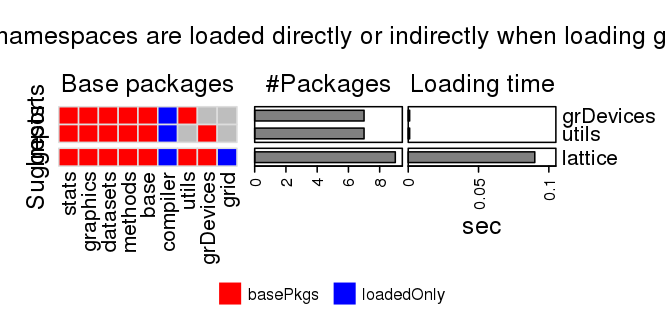 namespaces are loaded directly or indirectly when loading g
Base packages #Packages Loading time
Imports
Suggests
grDevices
utils
lattice
stats
graphics
datasets
methods
base
compiler
utils
grDevices
grid
0 2 4 6 8
0 0.05 0.1
sec
basePkgs loadedOnly